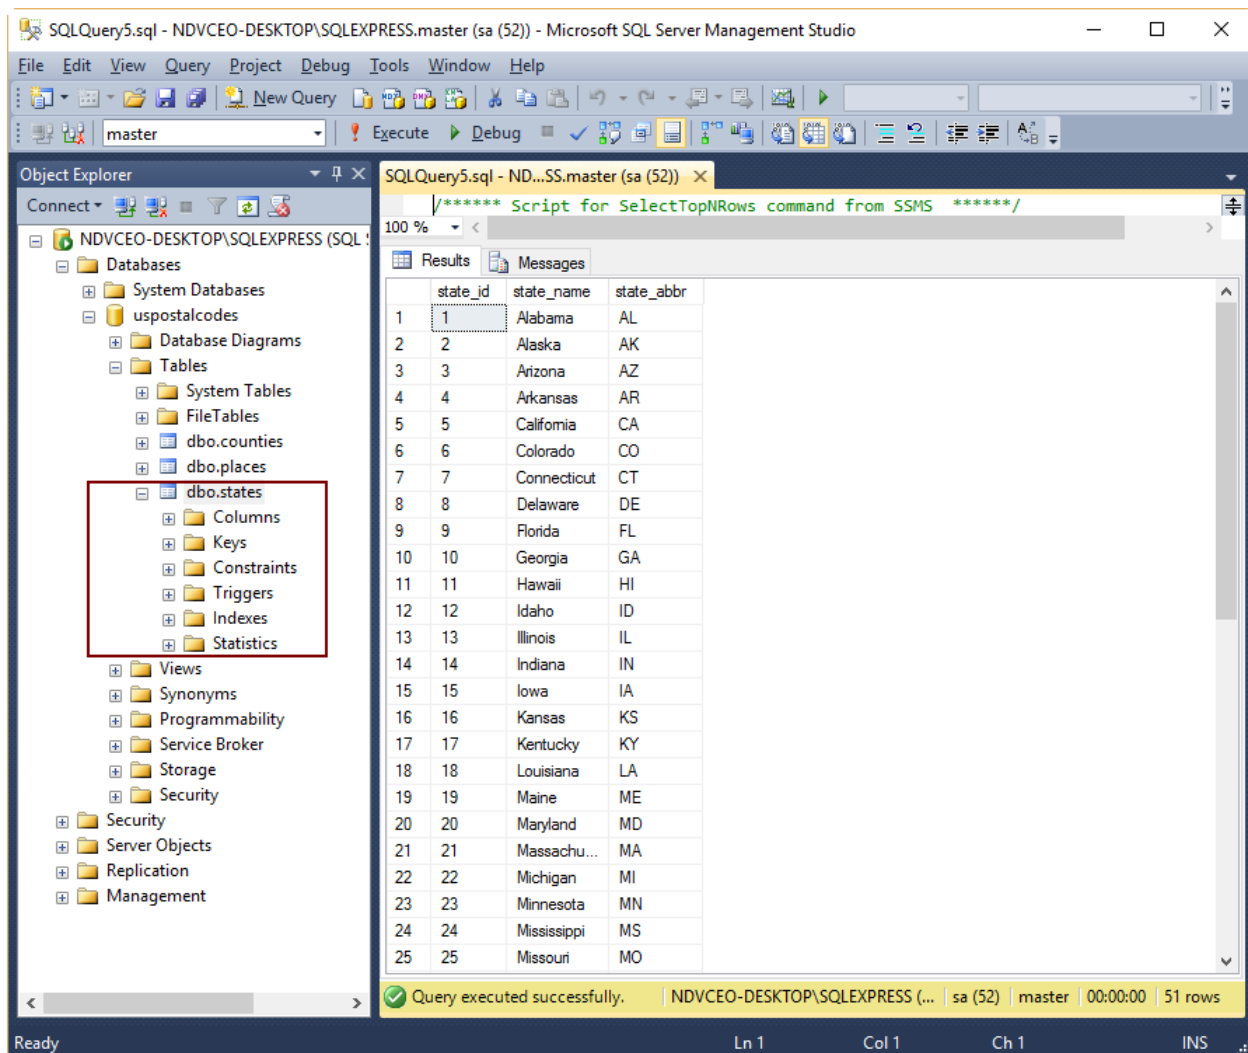 SQLQuery5.sql - NDVCEO-DESKTOP\SQLEXPRESS.master (sa (52)) - Microsoft SQL Server Management Studio
File Edit View Query Project Debug Tools Window Help
New Query
master Execute Debug
Object Explorer
Connect
NDVCEO-DESKTOP\SQLEXPRESS (SQL
Databases
System Databases
uspostalcodes
Database Diagrams
Tables
System Tables
FileTables
dbo.counties
dbo.places
dbo.states
Columns
Keys
Constraints
Triggers
Indexes
Statistics
Views
Synonyms
Programmability
Service Broker
Storage
Security
Security
Server Objects
Replication
Management
SQLQuery5.sql - ND...SS.master (sa (52))
/****** Script for SelectTopNRows command from SSMS ******/
100 %
Results Messages
state_id state_name state_abbr
1 1 Alabama AL
2 2 Alaska AK
3 3 Arizona AZ
4 4 Arkansas AR
5 5 California CA
6 6 Colorado CO
7 7 Connecticut CT
8 8 Delaware DE
9 9 Florida FL
10 10 Georgia GA
11 11 Hawaii HI
12 12 Idaho ID
13 13 Illinois IL
14 14 Indiana IN
15 15 Iowa IA
16 16 Kansas KS
17 17 Kentucky KY
18 18 Louisiana LA
19 19 Maine ME
20 20 Maryland MD
21 21 Massachu... MA
22 22 Michigan MI
23 23 Minnesota MN
24 24 Mississippi MS
25 25 Missouri MO
Query executed successfully. NDVCEO-DESKTOP\SQLEXPRESS (... sa (52) master 00:00:00 51 rows
Ready Ln 1 Col 1 Ch 1 INS